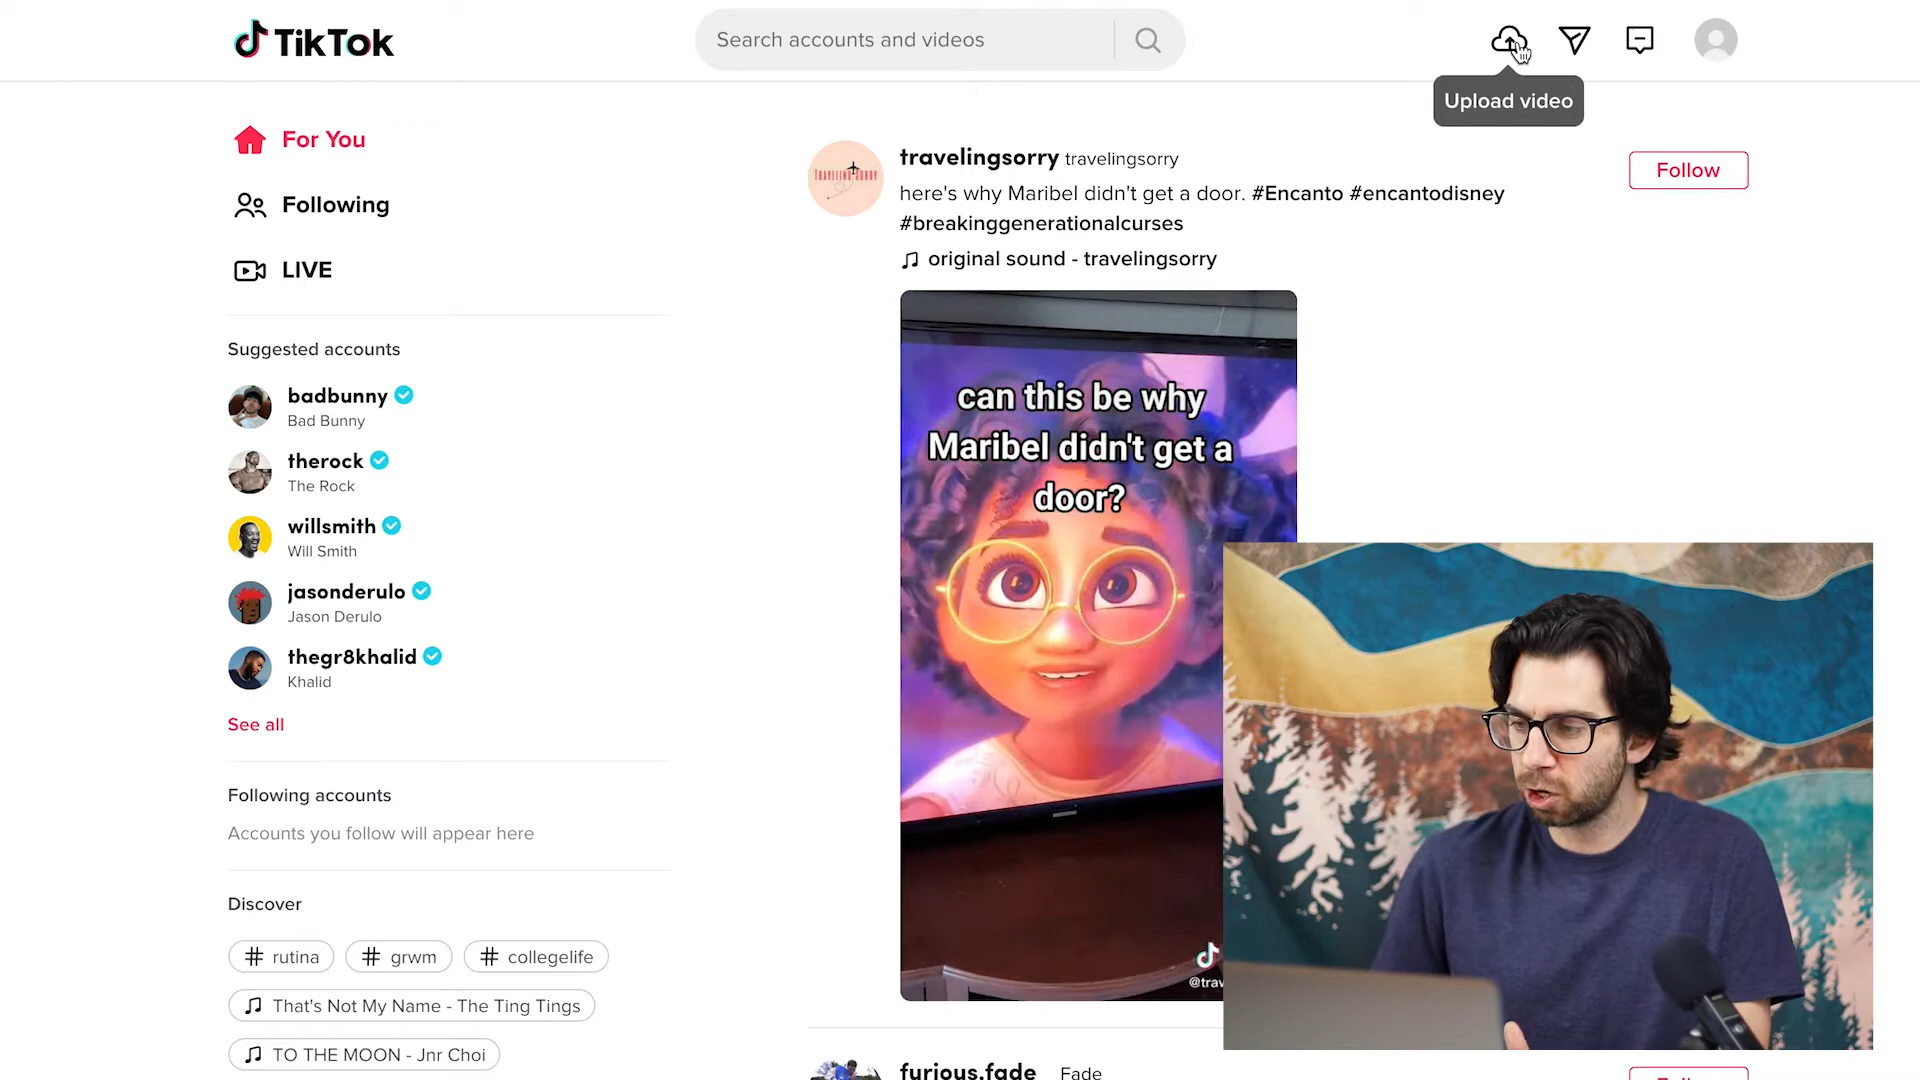 TikTok
Search accounts and videos
Upload video
For You
Following
LIVE
Suggested accounts
badbunny
Bad Bunny
therock
The Rock
willsmith
Will Smith
jasonderulo
Jason Derulo
thegr8khalid
Khalid
See all
Following accounts
Accounts you follow will appear here
Discover
# rutina
# grwm
# collegelife
That's Not My Name - The Ting Tings
TO THE MOON - Jnr Choi
TRAVELING SORRY
travelingsorry travelingsorry
Follow
here's why Maribel didn't get a door. #Encanto #encantodisney
#breakinggenerationalcurses
original sound - travelingsorry
can this be why
Maribel didn't get a
door?
@trav
furious.fade Fade